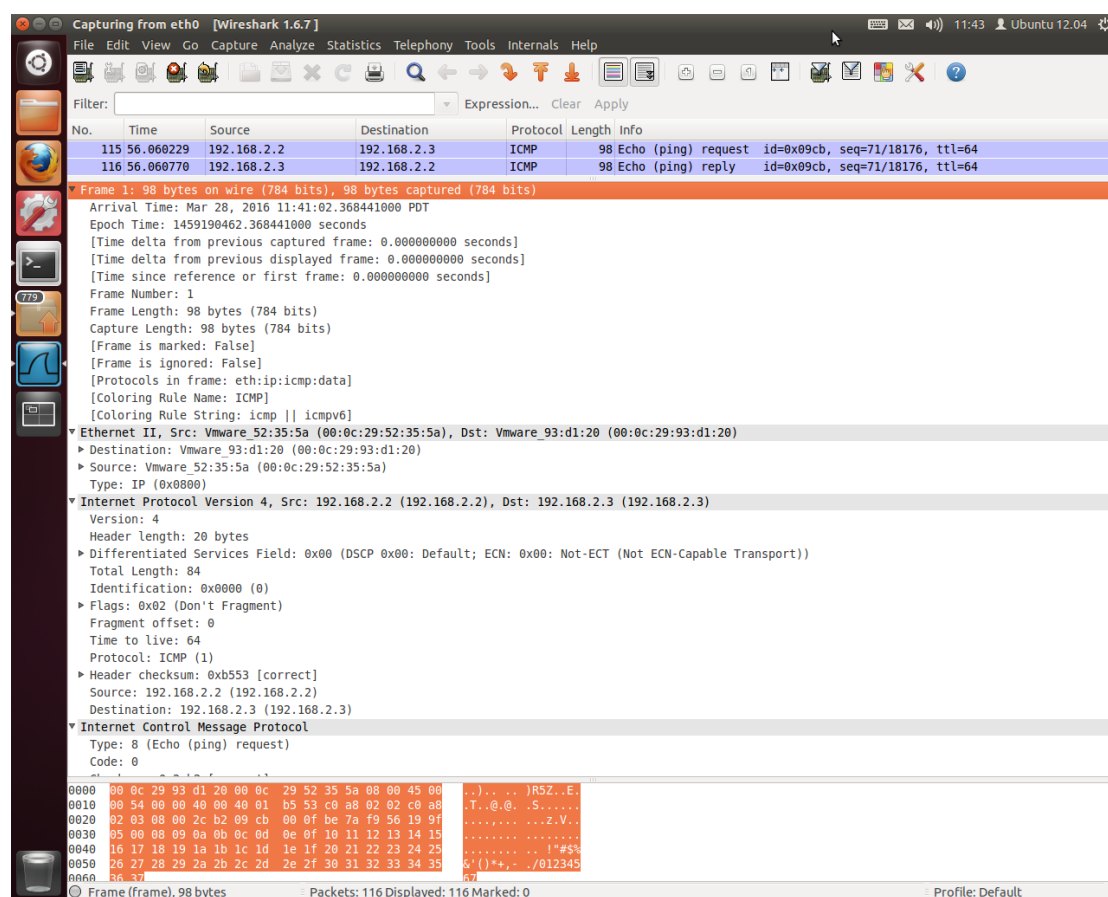 Capturing from eth0 [Wireshark 1.6.7 ]
11:43 Ubuntu 12.04
File Edit View Go Capture Analyze Statistics Telephony Tools Internals Help
Filter: Expression... Clear Apply
No. Time Source Destination Protocol Length Info
115 56.060229 192.168.2.2 192.168.2.3 ICMP 98 Echo (ping) request id=0x09cb, seq=71/18176, ttl=64
116 56.060770 192.168.2.3 192.168.2.2 ICMP 98 Echo (ping) reply id=0x09cb, seq=71/18176, ttl=64
Frame 1: 98 bytes on wire (784 bits), 98 bytes captured (784 bits)
Arrival Time: Mar 28, 2016 11:41:02.368441000 PDT
Epoch Time: 1459190462.368441000 seconds
[Time delta from previous captured frame: 0.000000000 seconds]
[Time delta from previous displayed frame: 0.000000000 seconds]
[Time since reference or first frame: 0.000000000 seconds]
Frame Number: 1
779
Frame Length: 98 bytes (784 bits)
Capture Length: 98 bytes (784 bits)
[Frame is marked: False]
[Frame is ignored: False]
[Protocols in frame: eth:ip:icmp:data]
[Coloring Rule Name: ICMP]
[Coloring Rule String: icmp || icmpv6]
Ethernet II, Src: Vmware_52:35:5a (00:0c:29:52:35:5a), Dst: Vmware_93:d1:20 (00:0c:29:93:d1:20)
Destination: Vmware_93:d1:20 (00:0c:29:93:d1:20)
Source: Vmware_52:35:5a (00:0c:29:52:35:5a)
Type: IP (0x0800)
Internet Protocol Version 4, Src: 192.168.2.2 (192.168.2.2), Dst: 192.168.2.3 (192.168.2.3)
Version: 4
Header length: 20 bytes
Differentiated Services Field: 0x00 (DSCP 0x00: Default; ECN: 0x00: Not-ECT (Not ECN-Capable Transport))
Total Length: 84
Identification: 0x0000 (0)
Flags: 0x02 (Don't Fragment)
Fragment offset: 0
Time to live: 64
Protocol: ICMP (1)
Header checksum: 0xb553 [correct]
Source: 192.168.2.2 (192.168.2.2)
Destination: 192.168.2.3 (192.168.2.3)
Internet Control Message Protocol
Type: 8 (Echo (ping) request)
Code: 0
0000 00 0c 29 93 d1 20 00 0c 29 52 35 5a 08 00 45 00 ..).. .. )R5Z..E.
0010 00 54 00 00 40 00 40 01 b5 53 c0 a8 02 02 c0 a8 .T..@.@. .S......
0020 02 03 08 00 2c b2 09 cb 00 0f be 7a f9 56 19 9f ....,... ...z.V..
0030 05 00 08 09 0a 0b 0c 0d 0e 0f 10 11 12 13 14 15 ........ ........
0040 16 17 18 19 1a 1b 1c 1d 1e 1f 20 21 22 23 24 25 ........ .. !"#$%
0050 26 27 28 29 2a 2b 2c 2d 2e 2f 30 31 32 33 34 35 &'()*+,- ./012345
0060 36 37 67
Frame (frame), 98 bytes Packets: 116 Displayed: 116 Marked: 0 Profile: Default